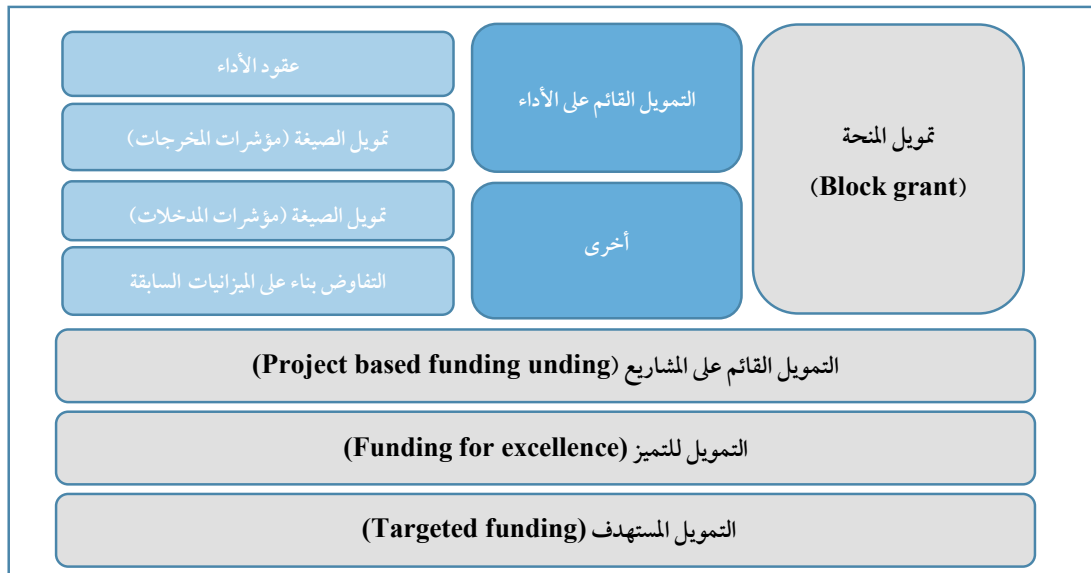 تمويل المنحة
(Block grant)
التمويل القائم على الأداء
أخرى
عقود الأداء
تمويل الصيغة (مؤشرات المخرجات)
تمويل الصيغة (مؤشرات المدخلات)
التفاوض بناء على الميزانيات السابقة
التمويل القائم على المشاريع (Project based funding unding)
التمويل للتميز (Funding for excellence)
التمويل المستهدف (Targeted funding)